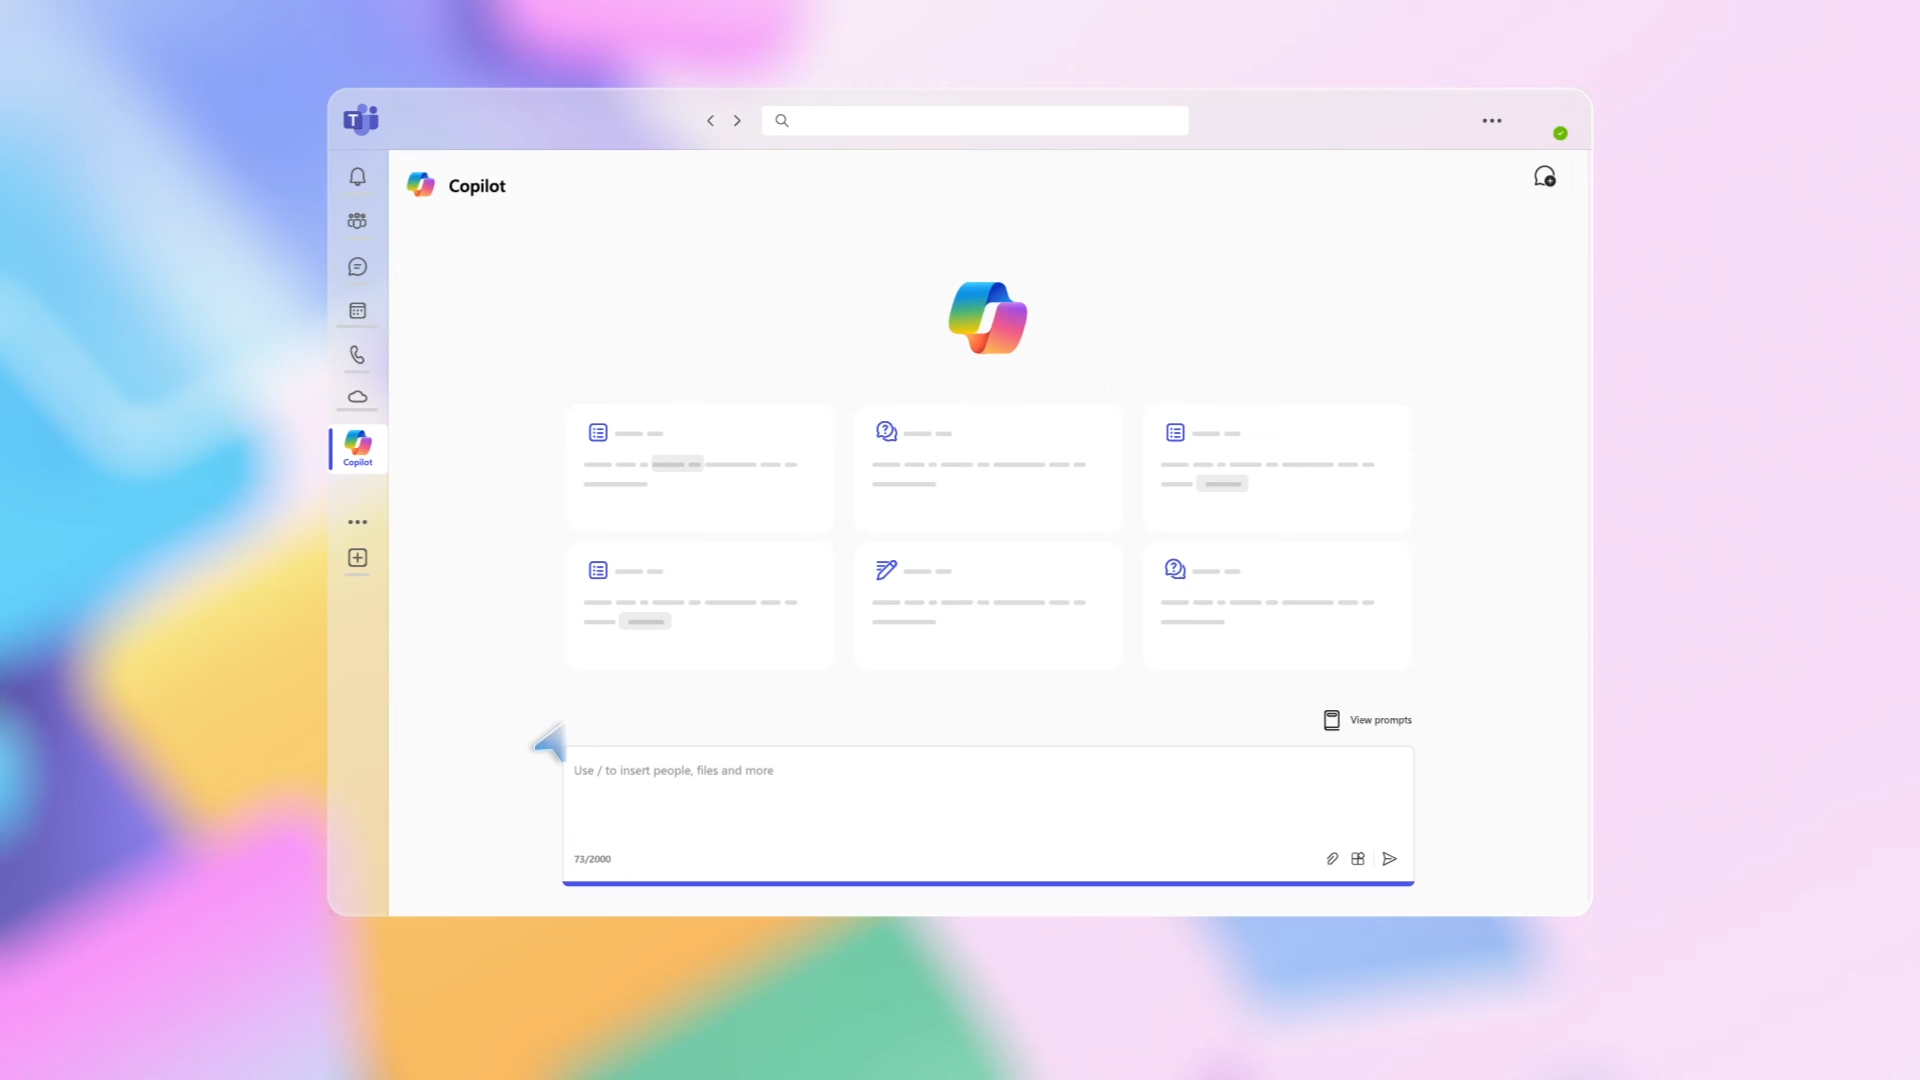 T
Copilot
Copilot
View prompts
Use / to insert people, files and more
73/2000